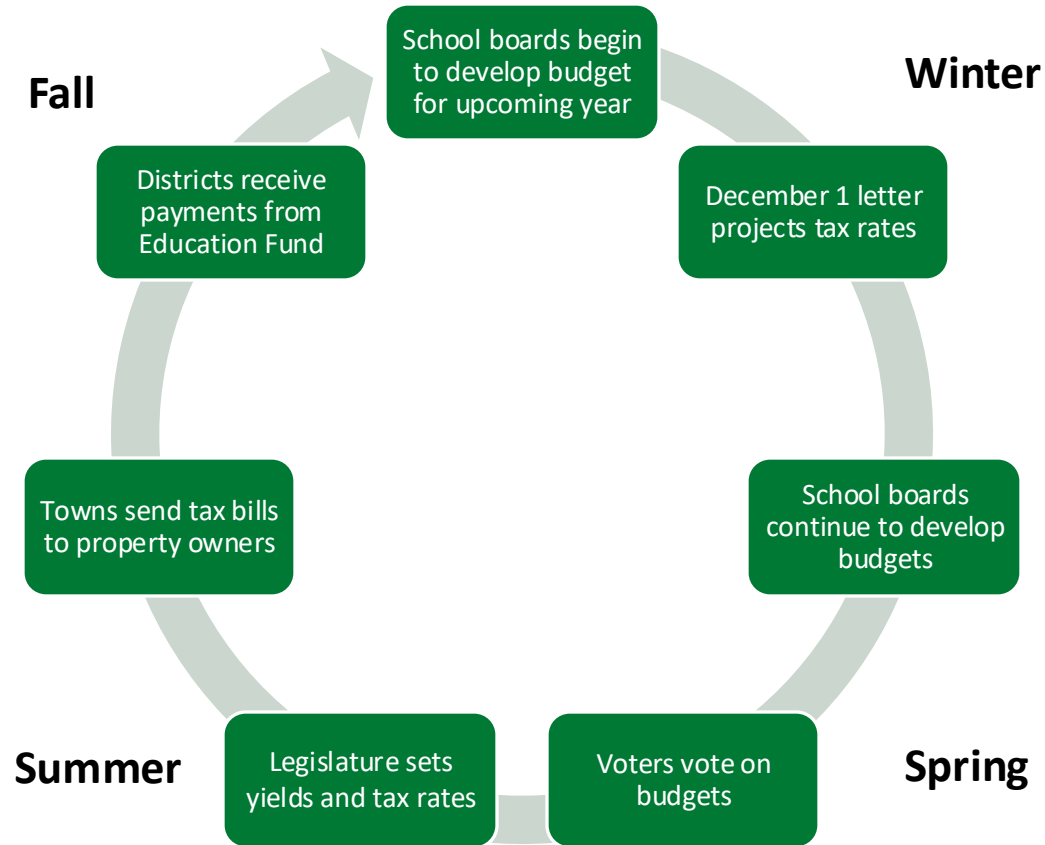 School boards begin
to develop budget
for upcoming year
Winter
December 1 letter
projects tax rates
School boards
continue to develop
budgets
Spring
Voters vote on
budgets
Legislature sets
yields and tax rates
Summer
Towns send tax bills
to property owners
Districts receive
payments from
Education Fund
Fall